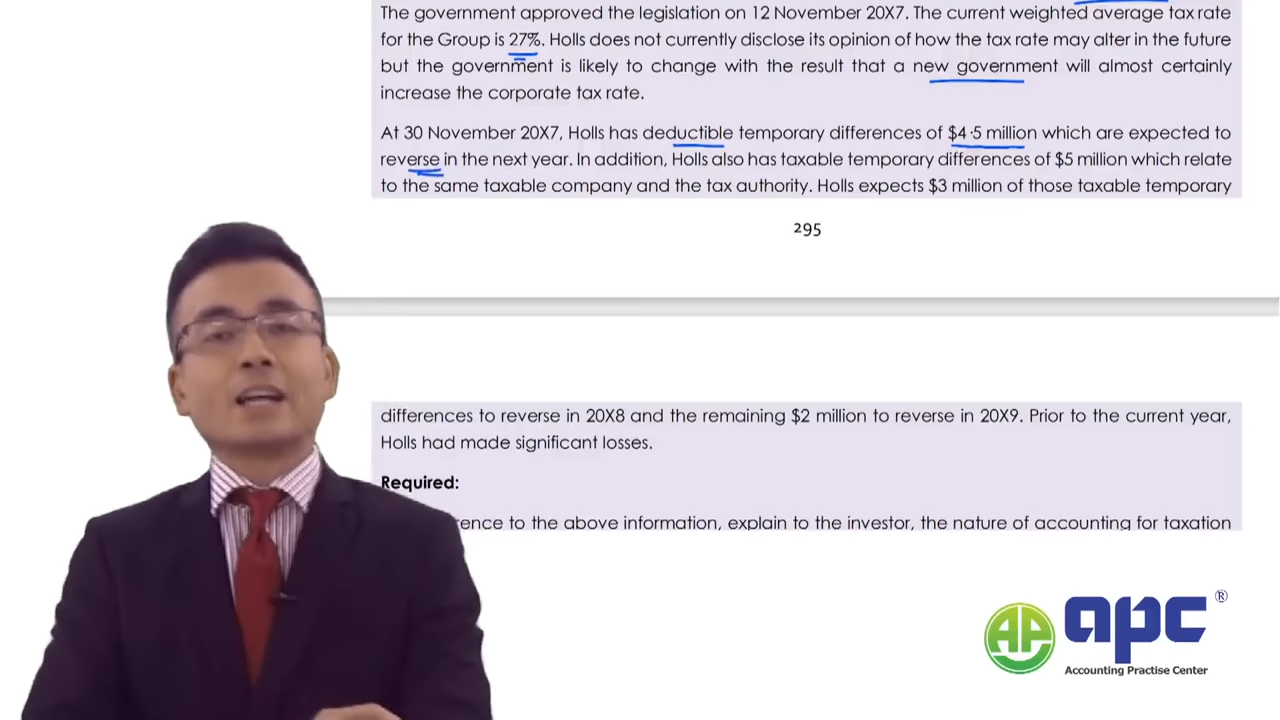 The government approved the legislation on 12 November 20X7. The current weighted average tax rate
for the Group is 27%. Holls does not currently disclose its opinion of how the tax rate may alter in the future
but the government is likely to change with the result that a new government will almost certainly
increase the corporate tax rate.
At 30 November 20X7, Holls has deductible temporary differences of $4·5 million which are expected to
reverse in the next year. In addition, Holls also has taxable temporary differences of $5 million which relate
to the same taxable company and the tax authority. Holls expects $3 million of those taxable temporary
295
differences to reverse in 20X8 and the remaining $2 million to reverse in 20X9. Prior to the current year,
Holls had made significant losses.
Required:
ence to the above information, explain to the investor, the nature of accounting for taxation
AP apc ®
Accounting Practise Center